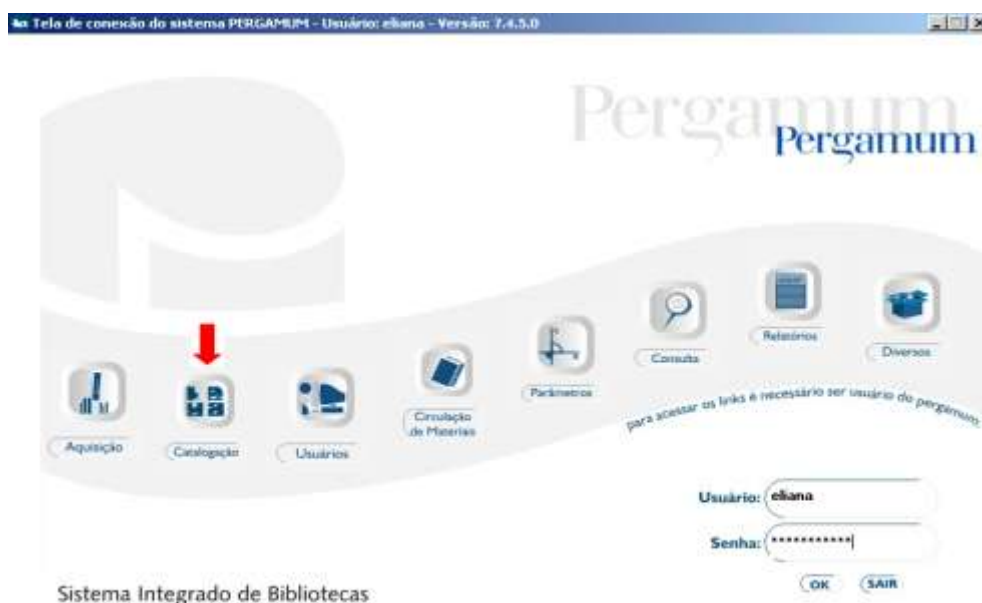 Tela de conexão do sistema PERGAMUM - Usuário: eliana - Versão: 7.4.5.0
Pergamum
Pergamum
Relatórios
Consulta
Diversos
Parâmetros
Circulação
de Materiais
Aquisição
Catalogação
Usuários
para acessar os links é necessário ser usuário do pergamum
Usuário: eliana
Senha: ***********
OK SAIR
Sistema Integrado de Bibliotecas